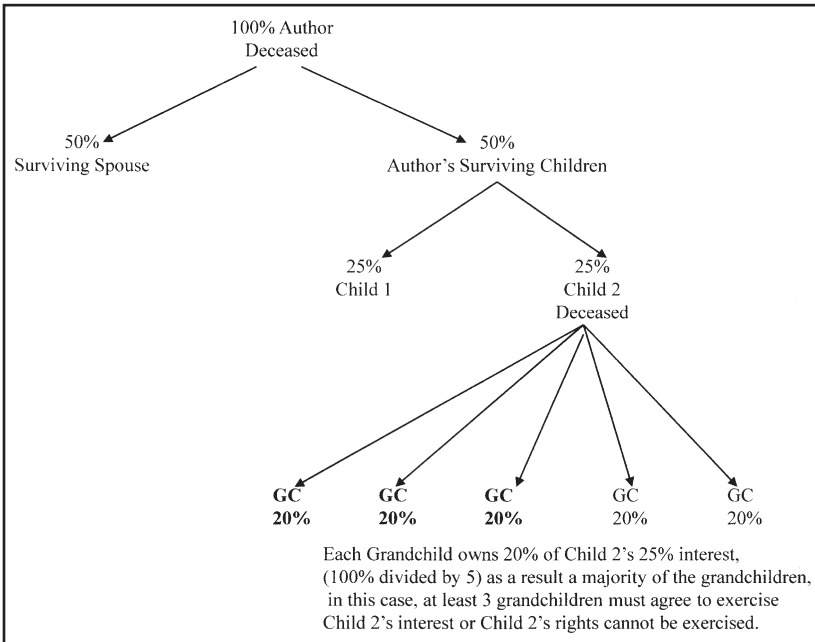 100% Author
Deceased
50%
Surviving Spouse
50%
Author’s Surviving Children
25%
Child 1
25%
Child 2
Deceased
GC
20%
GC
20%
GC
20%
GC
20%
GC
20%
Each Grandchild owns 20% of Child 2’s 25% interest,
(100% divided by 5) as a result a majority of the grandchildren,
in this case, at least 3 grandchildren must agree to exercise
Child 2’s interest or Child 2’s rights cannot be exercised.